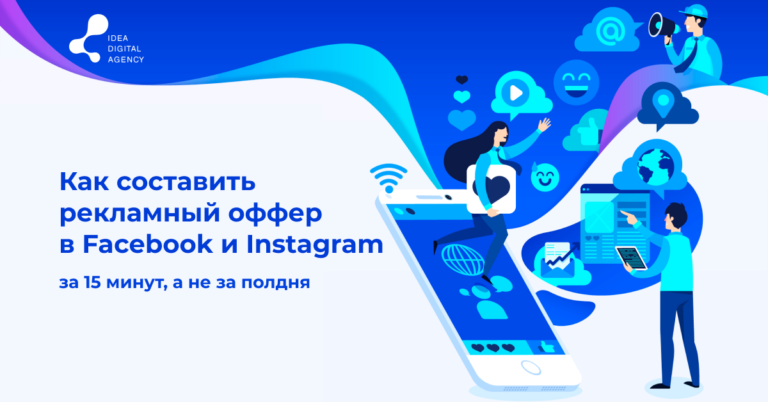 IDEA
DIGITAL
AGENCY
Как составить
рекламный оффер
в Facebook и Instagram
за 15 минут, а не за полдня